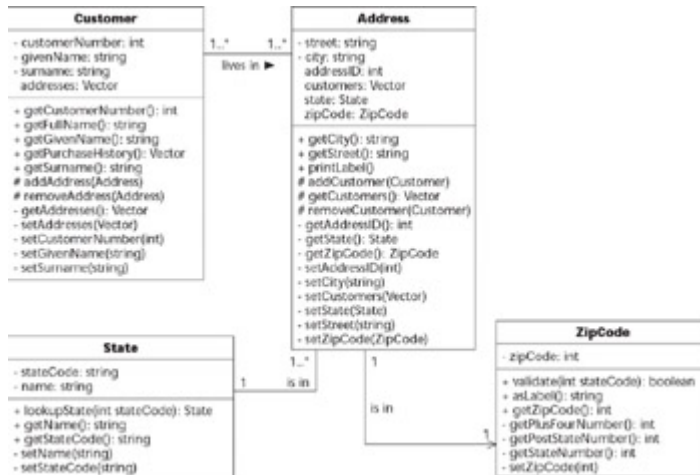 Customer
- customerNumber: int
- givenName: string
- surname: string
addresses: Vector
+ getCustomerNumber(): int
+ getFullName(): string
+ getGivenName(): string
+ getPurchaseHistory(): Vector
+ getSurname(): string
# addAddress(Address)
# removeAddress(Address)
- getAddresses(): Vector
- setAddresses(Vector)
- setCustomerNumber(int)
- setGivenName(string)
- setSurname(string)
1..* 1..*
lives in ►
Address
- street: string
- city: string
addressID: int
customers: Vector
state: State
zipCode: ZipCode
+ getCity(): string
+ getStreet(): string
+ printLabel()
# addCustomer(Customer)
# getCustomers(): Vector
# removeCustomer(Customer)
- getAddressID(): int
- getState(): State
- getZipCode(): ZipCode
- setAddressID(int)
- setCity(string)
- setCustomers(Vector)
- setState(State)
- setStreet(string)
- setZipCode(ZipCode)
State
- stateCode: string
- name: string
+ lookupState(int stateCode): State
+ getName(): string
+ getStateCode(): string
- setName(string)
- setStateCode(string)
1..*
1 is in
1
is in
1
ZipCode
- zipCode: int
+ validate(int stateCode): boolean
+ asLabel(): string
+ getZipCode(): int
- getPlusFourNumber(): int
- getPostStateNumber(): int
- getStateNumber(): int
- setZipCode(int)